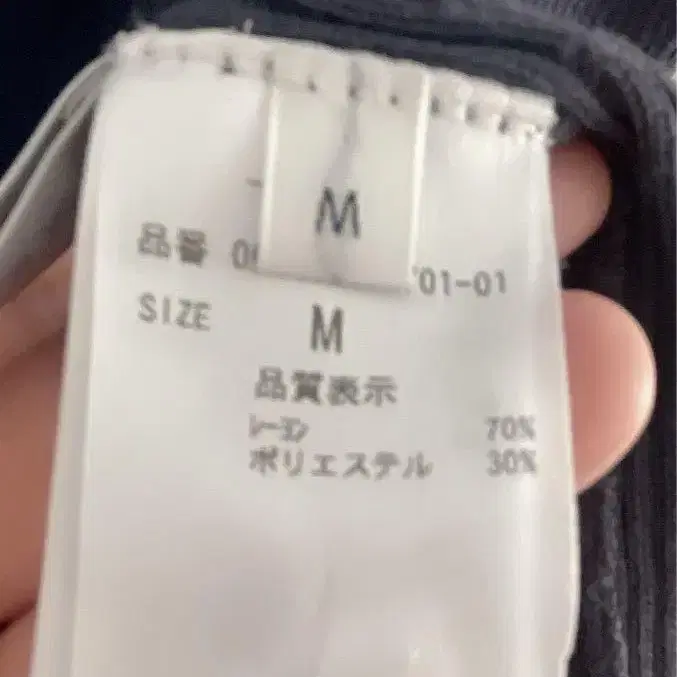 M
品番 0 01-01
SIZE M
品質表示
レーヨン 70%
ポリエステル 30%